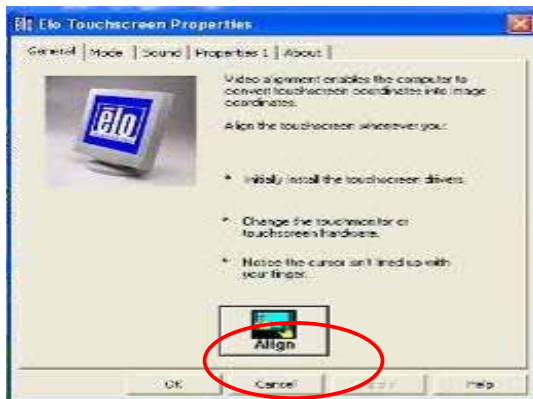 Elo Touchscreen Properties
General Mode Sound Properties 1 About
elo
Video alignment enables the computer to
convert touchscreen coordinates into image
coordinates.
Align the touchscreen whenever you:
* Initially install the touchscreen drivers.
* Change the touchmonitor or
touchscreen hardware.
* Notice the cursor isn't lined up with
your finger.
Align
OK Cancel Apply Help